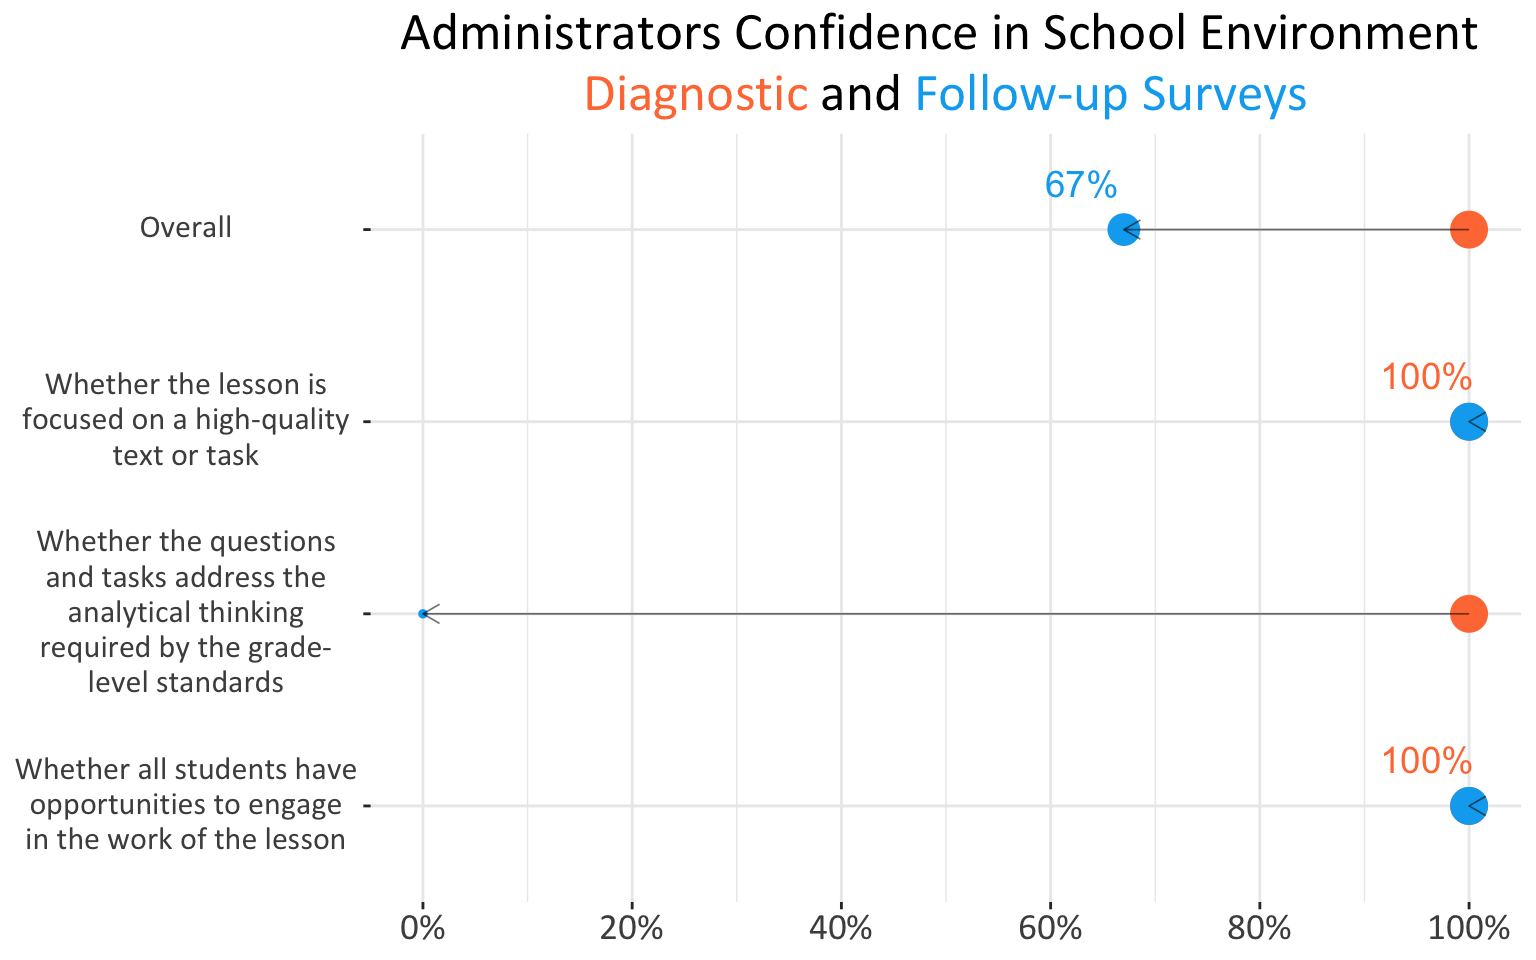 Administrators Confidence in School Environment
Diagnostic and Follow-up Surveys
67%
Overall
100%
Whether the lesson is
focused on a high-quality
text or task
Whether the questions
and tasks address the
analytical thinking
required by the grade-
level standards
100%
Whether all students have
opportunities to engage
in the work of the lesson
0% 20% 40% 60% 80% 100%